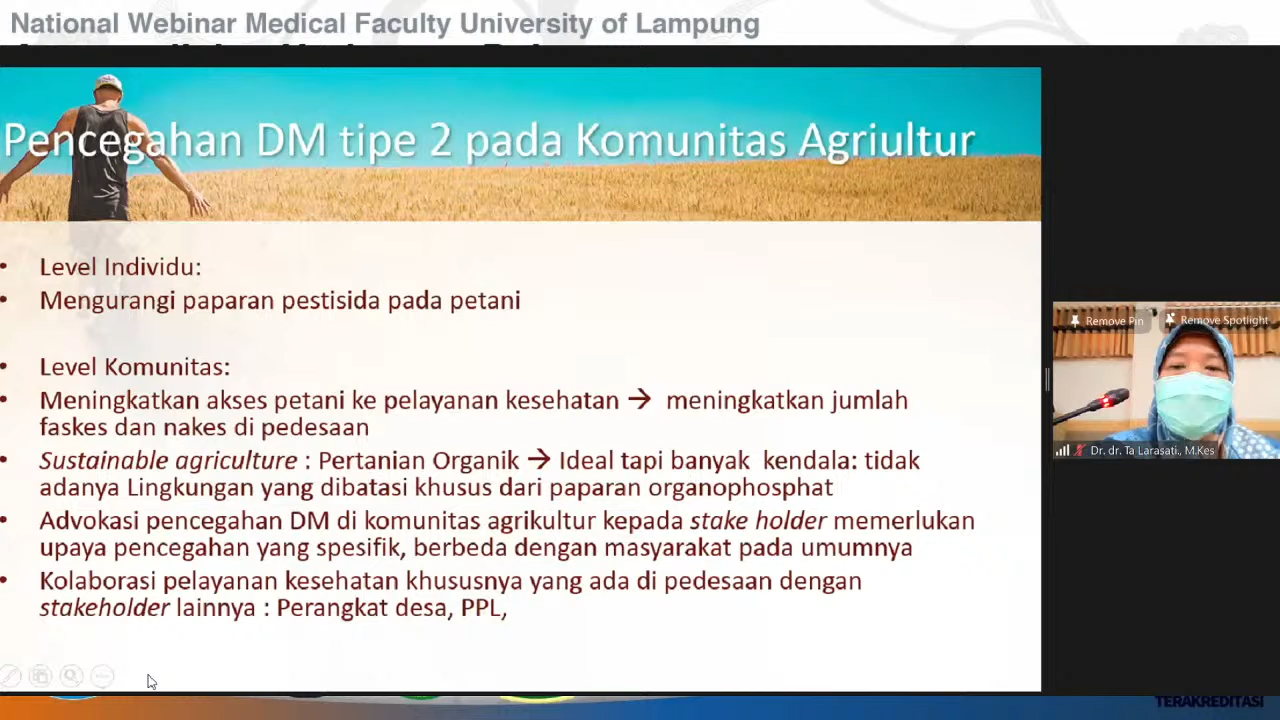 National Webinar Medical Faculty University of Lampung
Pencegahan DM tipe 2 pada Komunitas Agriultur
• Level Individu:
• Mengurangi paparan pestisida pada petani
• Level Komunitas:
• Meningkatkan akses petani ke pelayanan kesehatan → meningkatkan jumlah
faskes dan nakes di pedesaan
• Sustainable agriculture : Pertanian Organik → Ideal tapi banyak kendala: tidak
adanya Lingkungan yang dibatasi khusus dari paparan organophosphat
• Advokasi pencegahan DM di komunitas agrikultur kepada stake holder memerlukan
upaya pencegahan yang spesifik, berbeda dengan masyarakat pada umumnya
• Kolaborasi pelayanan kesehatan khususnya yang ada di pedesaan dengan
stakeholder lainnya : Perangkat desa, PPL,
Remove Pin
Remove Spotlight
Dr. dr. Ta Larasati., M.Kes
TERAKREDITASI